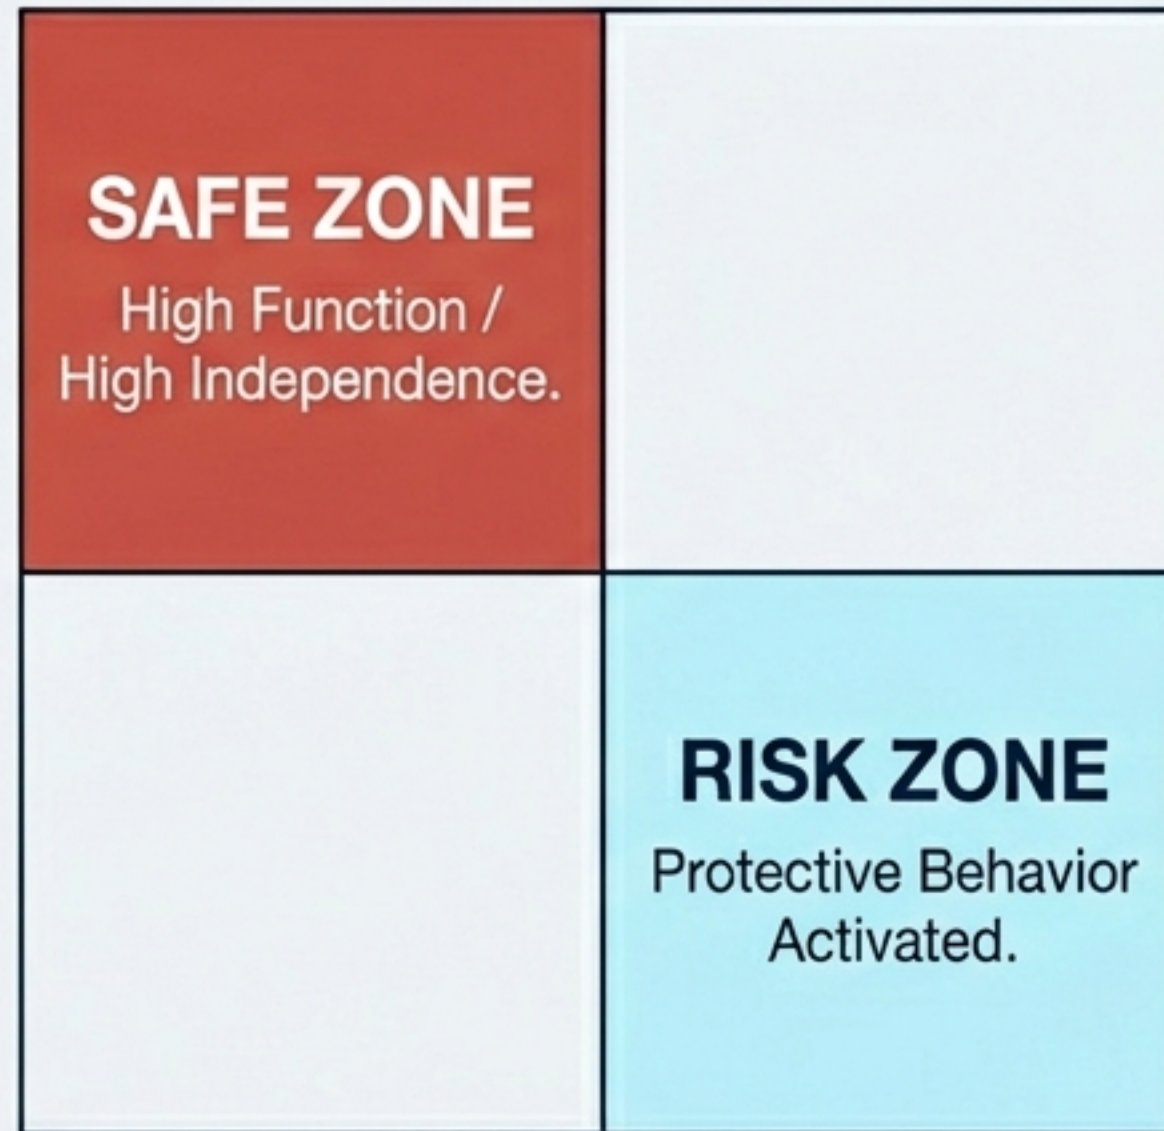 SAFE ZONE
High Function /
High Independence.
RISK ZONE
Protective Behavior
Activated.